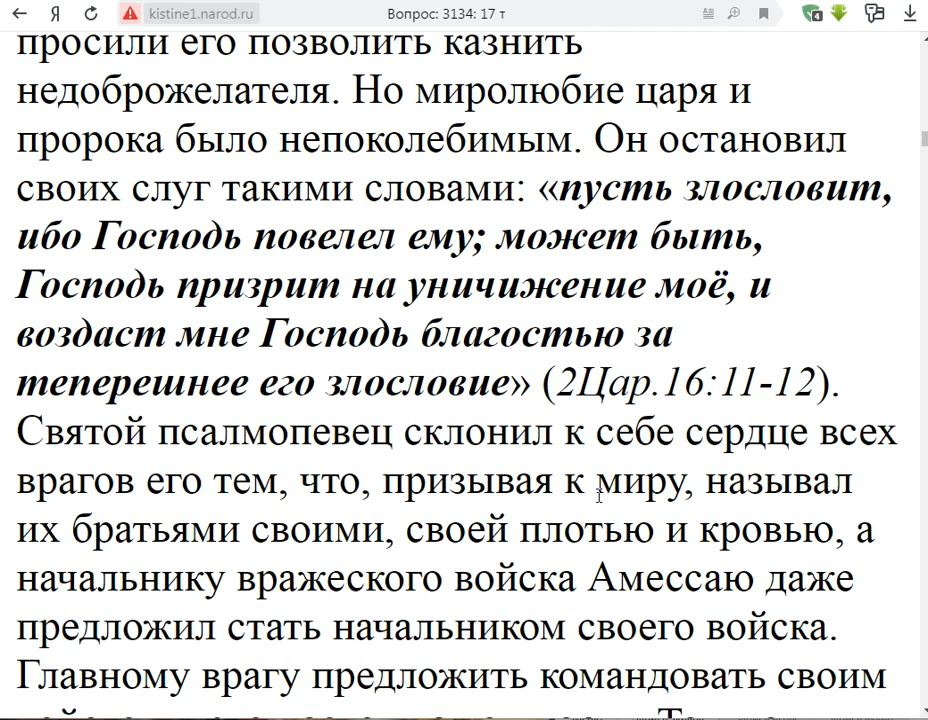 kistine1.narod.ru
Вопрос: 3134: 17 т
4
просили его позволить казнить
недоброжелателя. Но миролюбие царя и
пророка было непоколебимым. Он остановил
своих слуг такими словами: «пусть злословит,
ибо Господь повелел ему; может быть,
Господь призрит на уничижение моё, и
воздаст мне Господь благостью за
теперешнее его злословие» (2Цар.16:11-12).
Святой псалмопевец склонил к себе сердце всех
врагов его тем, что, призывая к миру, называл
их братьями своими, своей плотью и кровью, а
начальнику вражеского войска Амессаю даже
предложил стать начальником своего войска.
Главному врагу предложить командовать своим